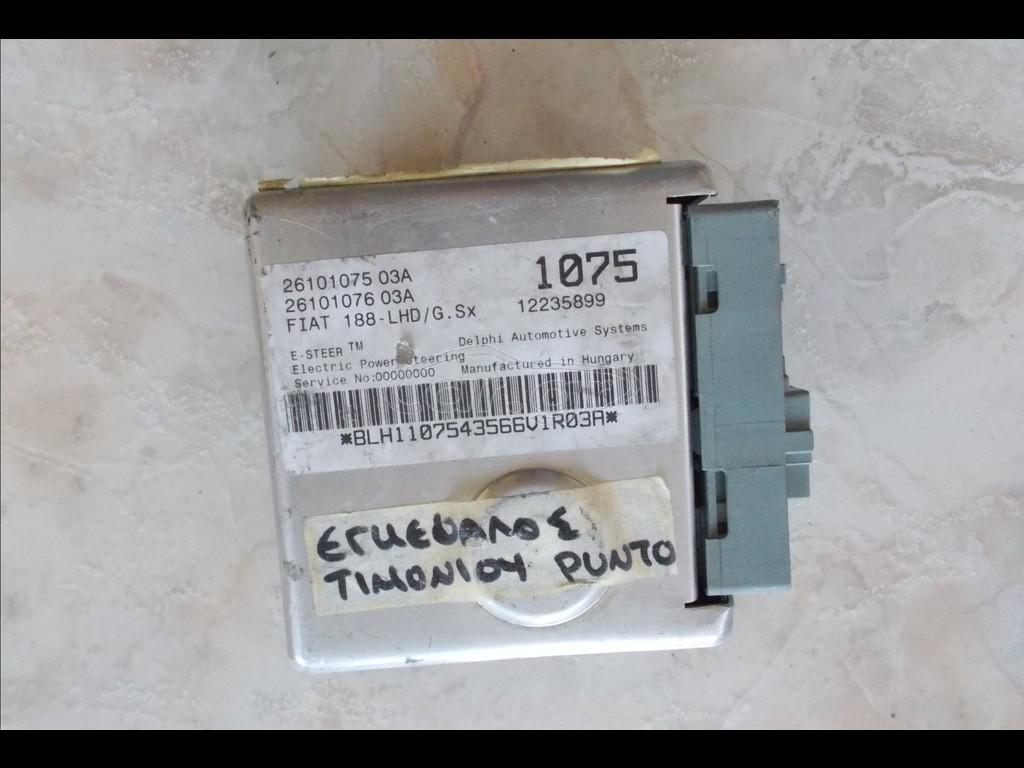 26101075 03A 1075
26101076 03A 12235899
FIAT 188-LHD/G.Sx
E-STEER TM Delphi Automotive Systems
Electric Power Steering
Service No:00000000 Manufactured in Hungary
*BLH1107543566V1R03A*
ΕΓΚΕΦΑΛΟΣ
ΤΙΜΟΝΙΟΥ PUNTO